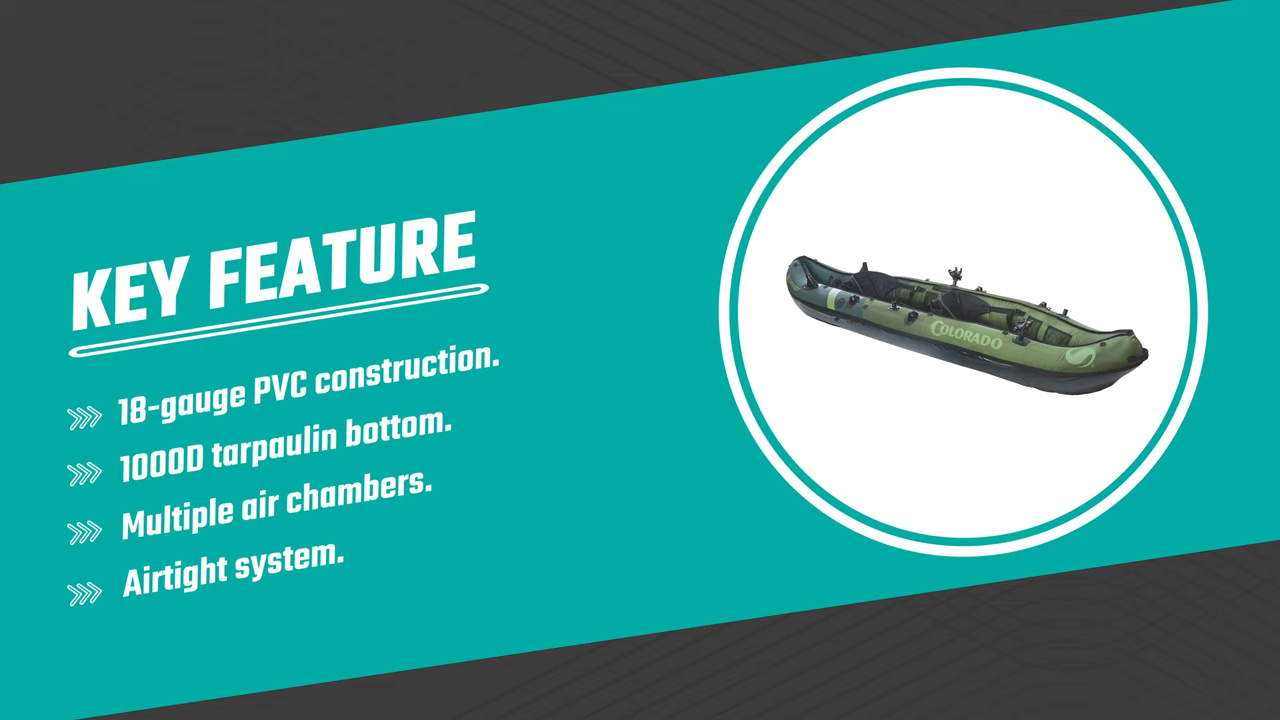 KEY FEATURE
18-gauge PVC construction.
1000D tarpaulin bottom.
Multiple air chambers.
Airtight system.
COLORADO